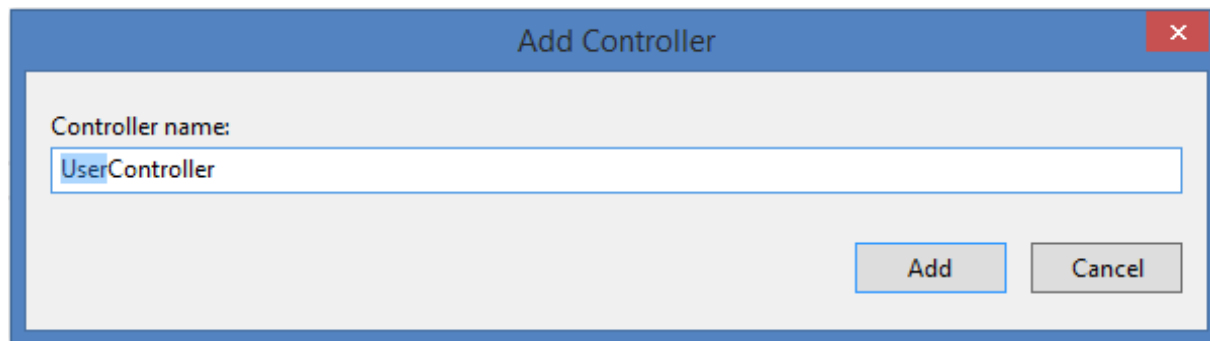 Add Controller
Controller name:
UserController
Add Cancel